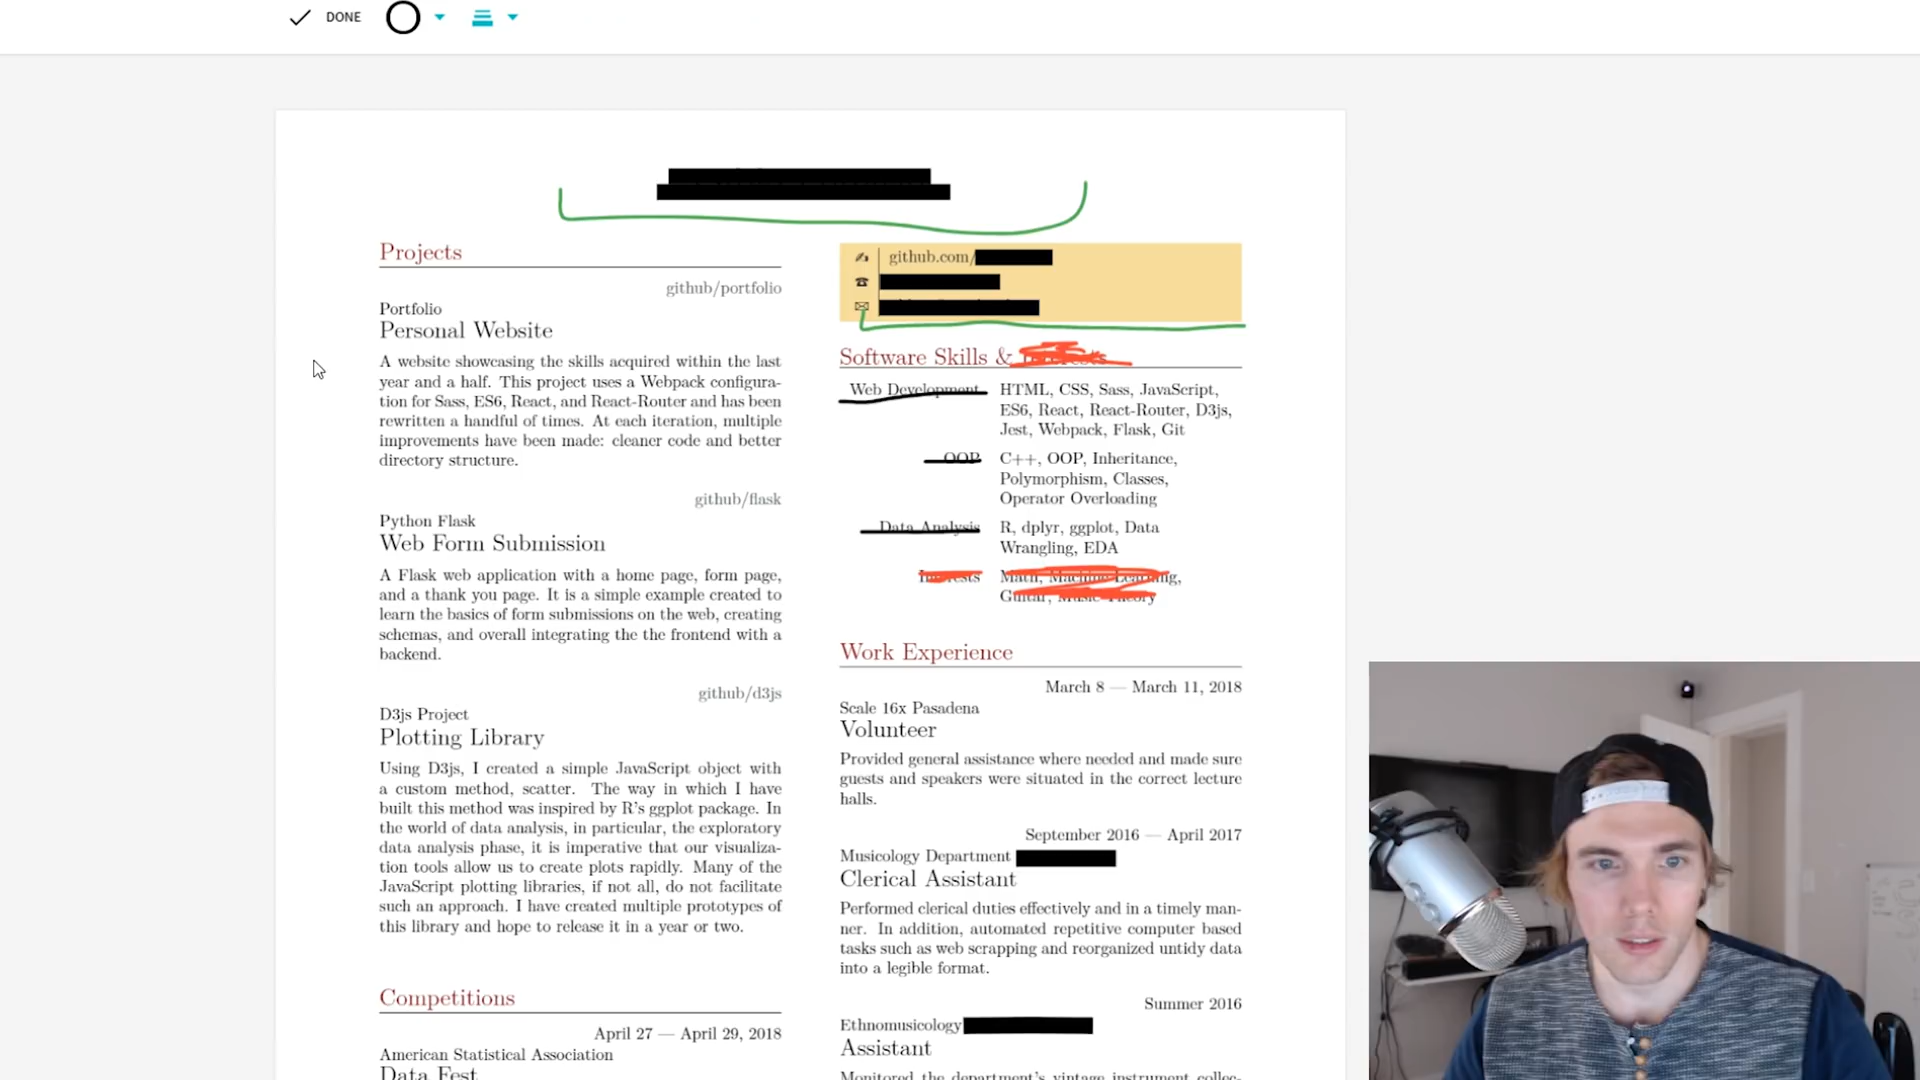 DONE
Projects
github/portfolio
Portfolio
Personal Website
A website showcasing the skills acquired within the last
year and a half. This project uses a Webpack configura-
tion for Sass, ES6, React, and React-Router and has been
rewritten a handful of times. At each iteration, multiple
improvements have been made: cleaner code and better
directory structure.
github/flask
Python Flask
Web Form Submission
A Flask web application with a home page, form page,
and a thank you page. It is a simple example created to
learn the basics of form submissions on the web, creating
schemas, and overall integrating the the frontend with a
backend.
github/d3js
D3js Project
Plotting Library
Using D3js, I created a simple JavaScript object with
a custom method, scatter. The way in which I have
built this method was inspired by R's ggplot package. In
the world of data analysis, in particular, the exploratory
data analysis phase, it is imperative that our visualiza-
tion tools allow us to create plots rapidly. Many of the
JavaScript plotting libraries, if not all, do not facilitate
such an approach. I have created multiple prototypes of
this library and hope to release it in a year or two.
Competitions
April 27 — April 29, 2018
American Statistical Association
Data Fest
github.com/
Software Skills &
Web Development HTML, CSS, Sass, JavaScript,
ES6, React, React-Router, D3js,
Jest, Webpack, Flask, Git
OOP C++, OOP, Inheritance,
Polymorphism, Classes,
Operator Overloading
Data Analysis R, dplyr, ggplot, Data
Wrangling, EDA
Interests Math, Machine Learning,
Guitar, Music Theory
Work Experience
March 8 — March 11, 2018
Scale 16x Pasadena
Volunteer
Provided general assistance where needed and made sure
guests and speakers were situated in the correct lecture
halls.
September 2016 — April 2017
Musicology Department
Clerical Assistant
Performed clerical duties effectively and in a timely man-
ner. In addition, automated repetitive computer based
tasks such as web scrapping and reorganized untidy data
into a legible format.
Summer 2016
Ethnomusicology
Assistant
Monitored the department's vintage instrument collec-